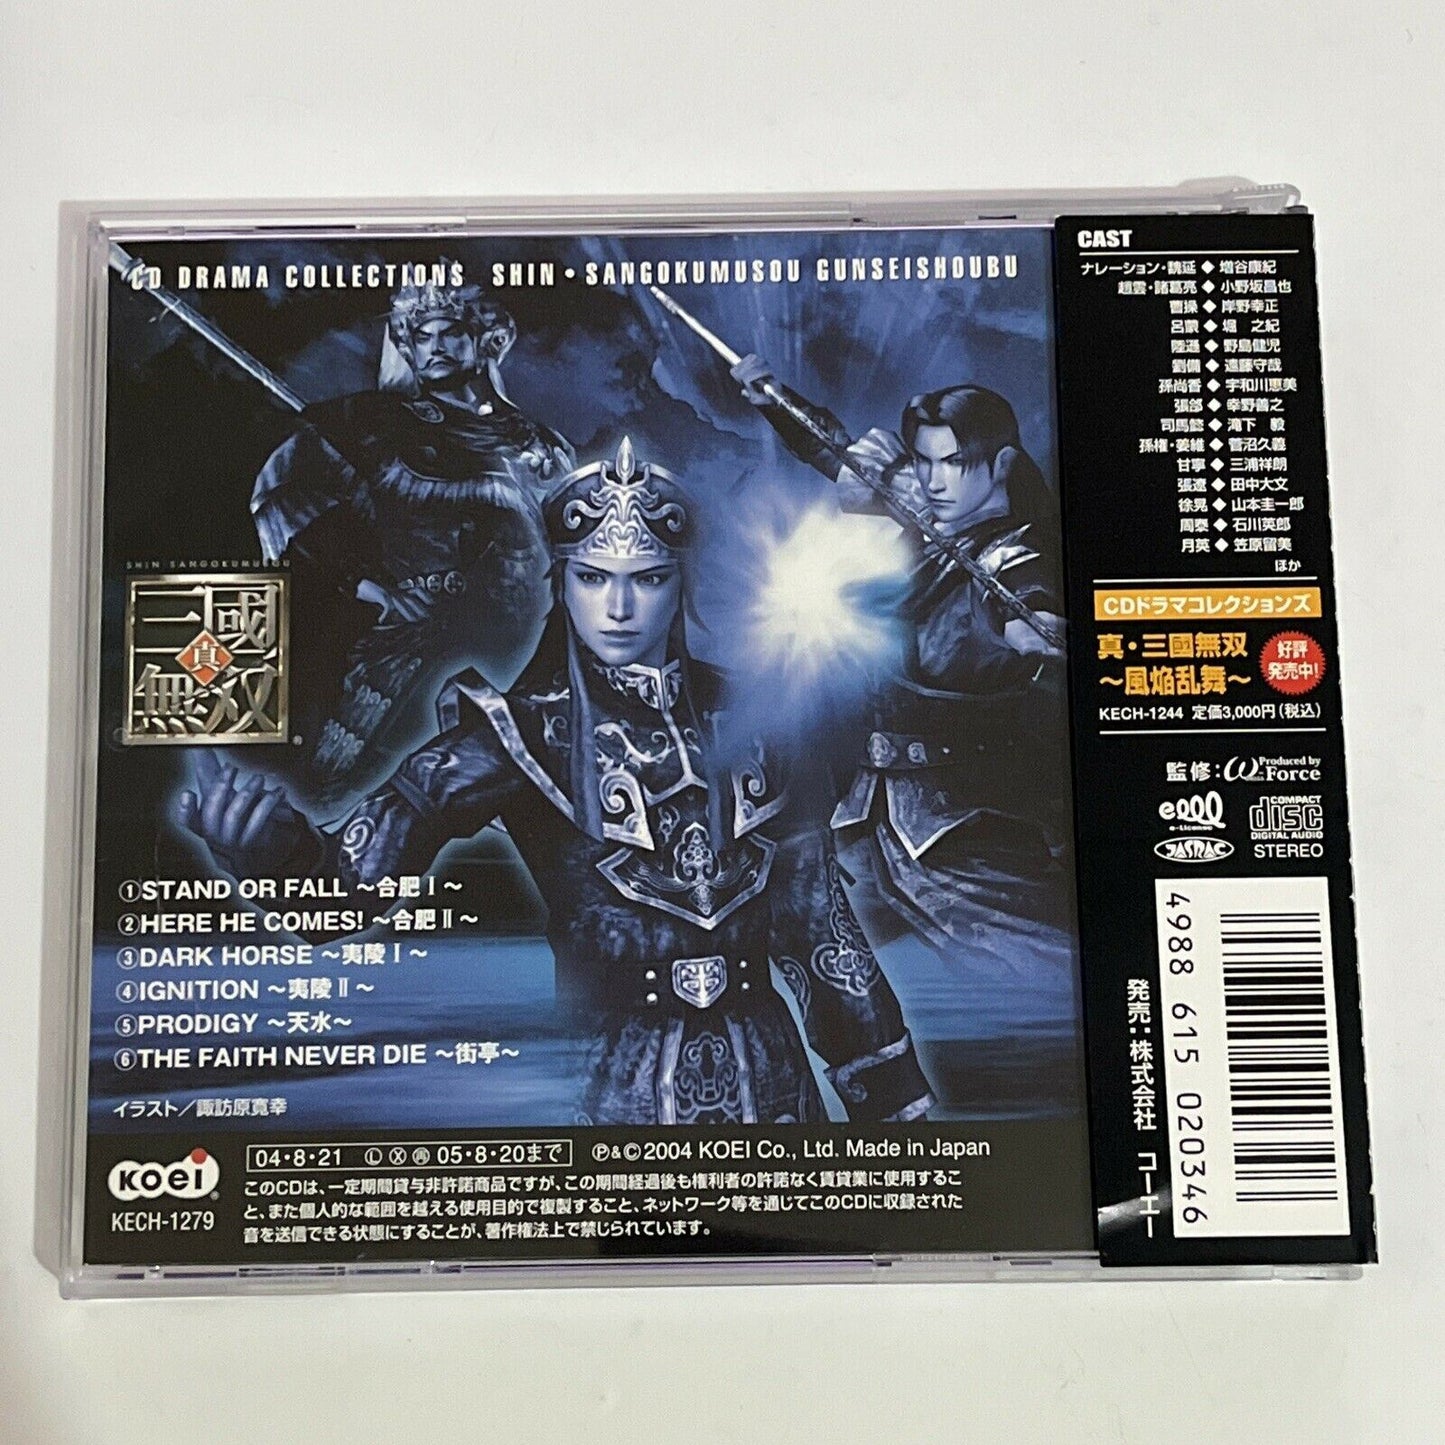 CD DRAMA COLLECTIONS SHIN・SANGOKUMUSOU GUNSEISHOUBU
SHIN SANGOKUMUSOU
真
三國
無双
®
①STAND OR FALL ～合肥Ⅰ～
②HERE HE COMES! ～合肥Ⅱ～
③DARK HORSE ～夷陵Ⅰ～
④IGNITION ～夷陵Ⅱ～
⑤PRODIGY ～天水～
⑥THE FAITH NEVER DIE ～街亭～
イラスト／諏訪原寛幸
KOEI®
KECH-1279
04・8・21 Ⓛ Ⓧ ㊞ 05・8・20まで
Ⓟ&©2004 KOEI Co., Ltd. Made in Japan
このCDは、一定期間貸与非許諾商品ですが、この期間経過後も権利者の許諾なく賃貸業に使用するこ
と、また個人的な範囲を越える使用目的で複製すること、ネットワーク等を通じてこのCDに収録された
音を送信できる状態にすることが、著作権法上で禁じられています。
CAST
ナレーション・魏延◆増谷康紀
趙雲・諸葛亮◆小野坂昌也
曹操◆岸野幸正
呂蒙◆堀 之紀
陸遜◆野島健児
劉備◆遠藤守哉
孫尚香◆宇和川恵美
張郃◆幸野善之
司馬懿◆滝下 毅
孫権・姜維◆菅沼久義
甘寧◆三浦祥朗
張遼◆田中大文
徐晃◆山本圭一郎
周泰◆石川英郎
月英◆笠原留美
ほか
CDドラマコレクションズ
真・三國無双
～風焔乱舞～
好評
発売中!
KECH-1244 定価3,000円(税込)
監修:ω Produced by
Force
e-License
JASRAC
COMPACT
disc
DIGITAL AUDIO
STEREO
4988 615 020346
発売:株式会社 コーエー